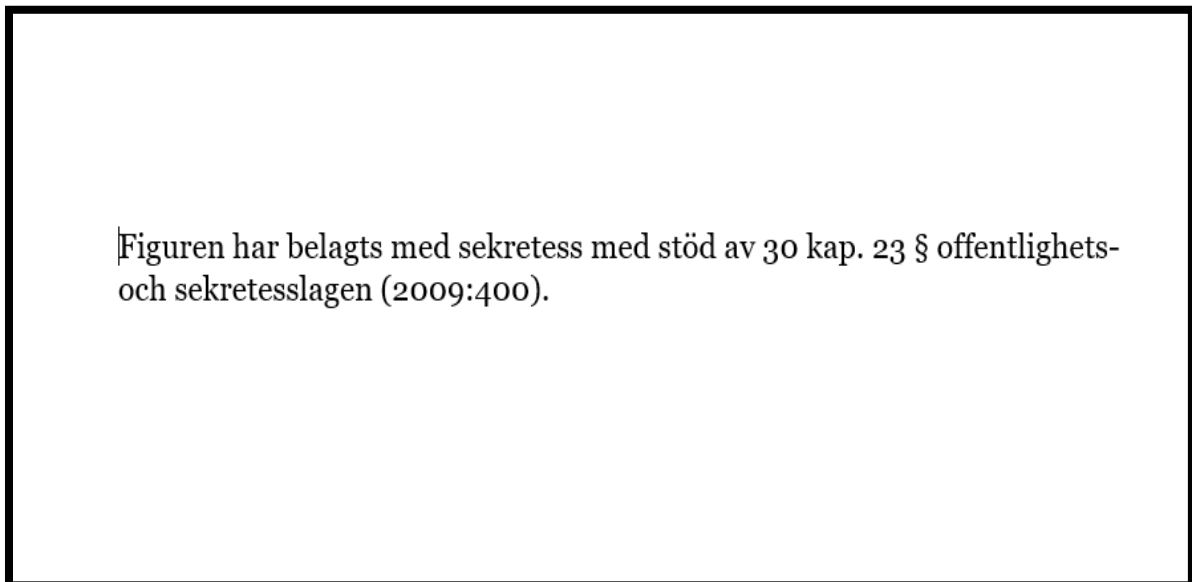 Figuren har belagts med sekretess med stöd av 30 kap. 23 § offentlighets-
och sekretesslagen (2009:400).